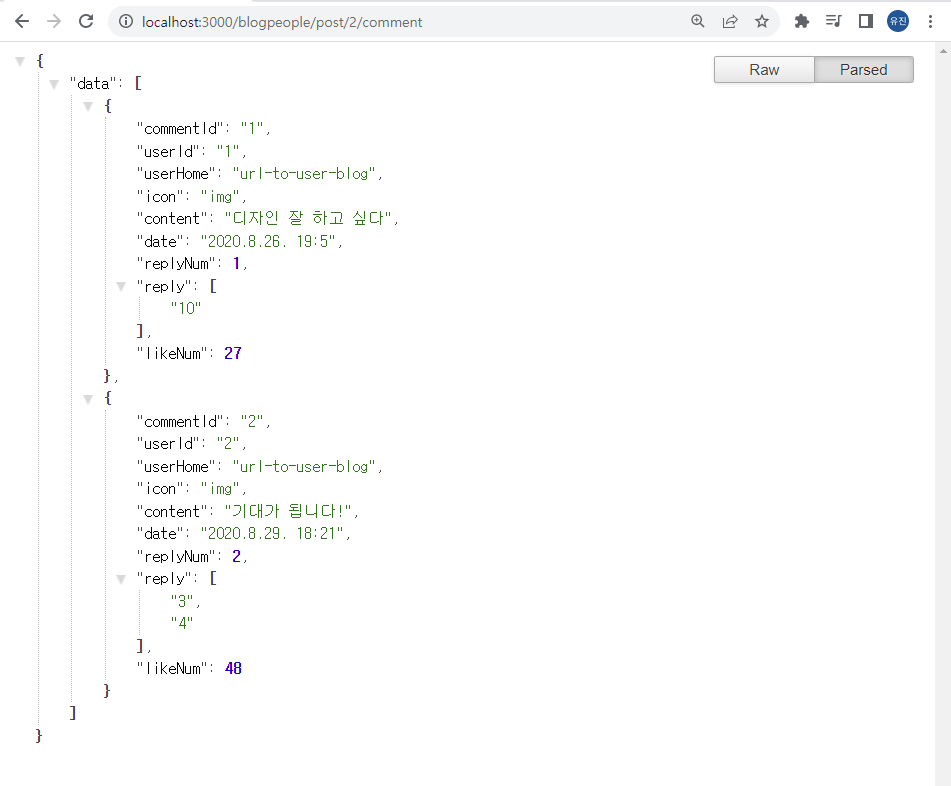 localhost:3000/blogpeople/post/2/comment
유진
Raw
Parsed
{
"data": [
{
"commentId": "1",
"userId": "1",
"userHome": "url-to-user-blog",
"icon": "img",
"content": "디자인 잘 하고 싶다",
"date": "2020.8.26. 19:5",
"replyNum": 1,
"reply": [
"10"
],
"likeNum": 27
},
{
"commentId": "2",
"userId": "2",
"userHome": "url-to-user-blog",
"icon": "img",
"content": "기대가 됩니다!",
"date": "2020.8.29. 18:21",
"replyNum": 2,
"reply": [
"3",
"4"
],
"likeNum": 48
}
]
}